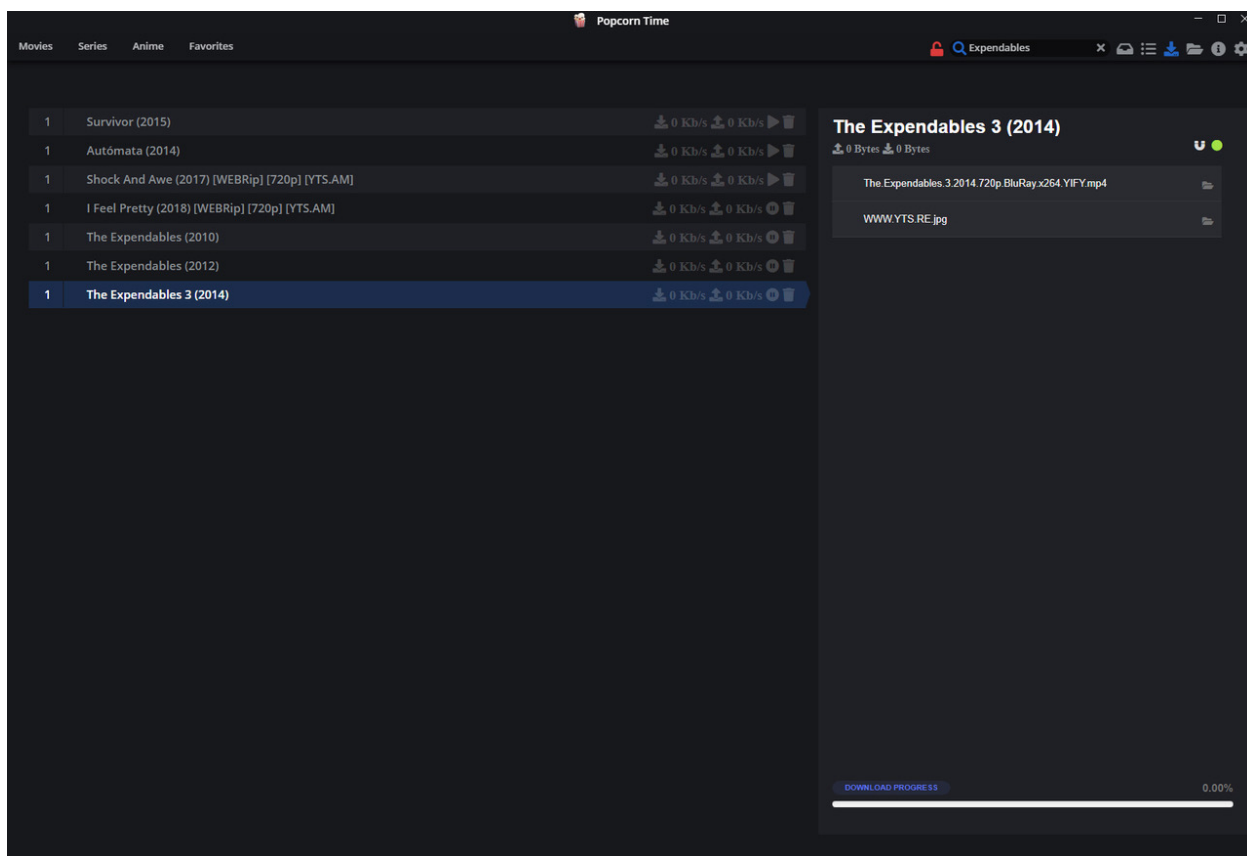 Popcorn Time
Movies Series Anime Favorites Expendables
1 Survivor (2015) 0 Kb/s 0 Kb/s
1 Autómata (2014) 0 Kb/s 0 Kb/s
1 Shock And Awe (2017) [WEBRip] [720p] [YTS.AM] 0 Kb/s 0 Kb/s
1 I Feel Pretty (2018) [WEBRip] [720p] [YTS.AM] 0 Kb/s 0 Kb/s
1 The Expendables (2010) 0 Kb/s 0 Kb/s
1 The Expendables (2012) 0 Kb/s 0 Kb/s
1 The Expendables 3 (2014) 0 Kb/s 0 Kb/s
The Expendables 3 (2014)
0 Bytes 0 Bytes
The.Expendables.3.2014.720p.BluRay.x264.YIFY.mp4
WWW.YTS.RE.jpg
DOWNLOAD PROGRESS 0.00%